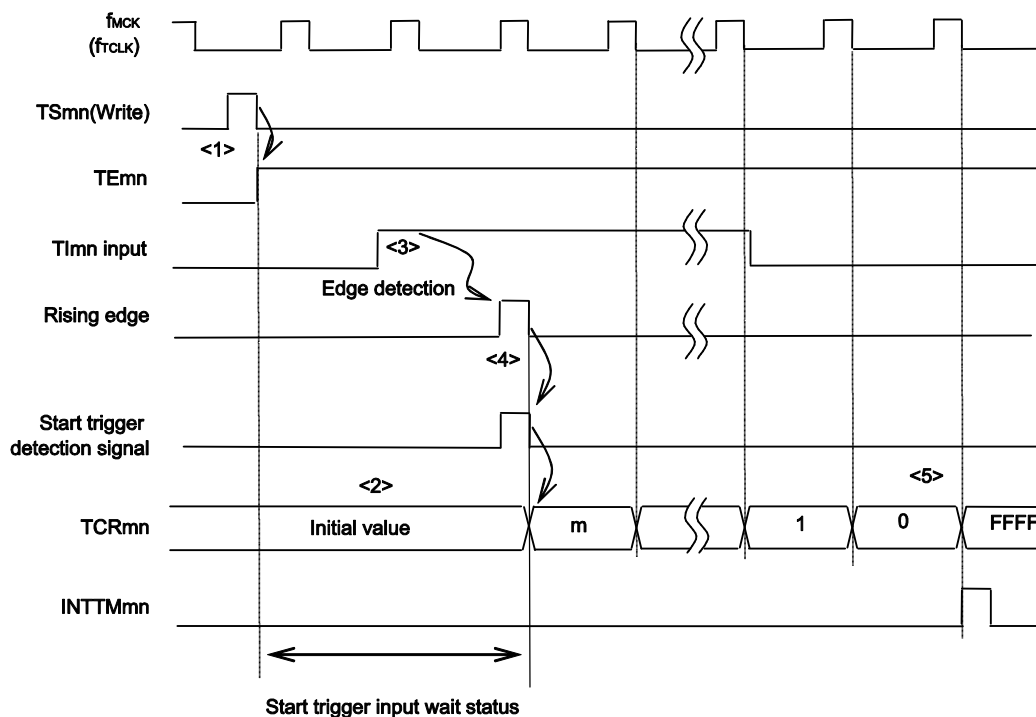 fMCK
(fTCLK)
TSmn(Write)
<1>
TEmn
TImn input
<3>
Edge detection
Rising edge
<4>
Start trigger
detection signal
<2>
<5>
TCRmn
Initial value
m
1
0
FFFF
INTTMmn
Start trigger input wait status